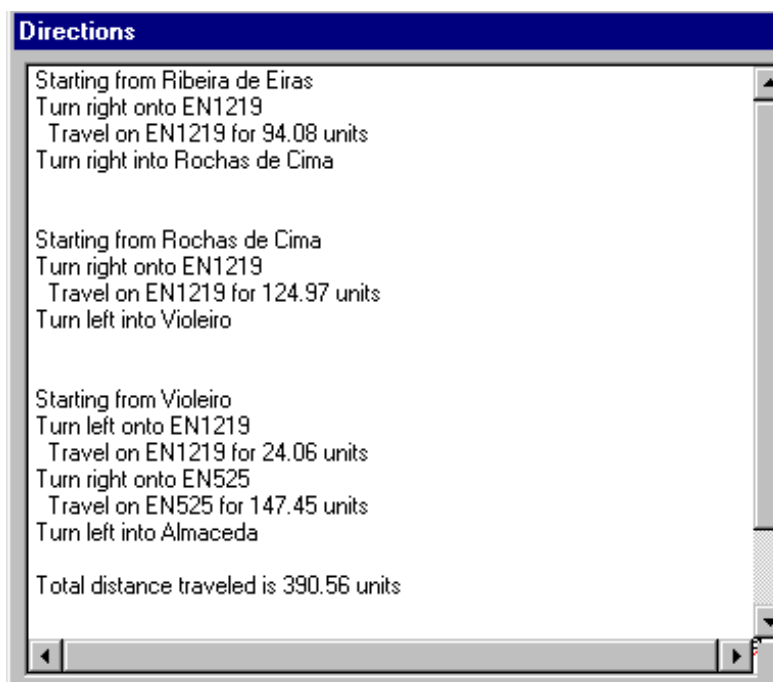 Directions
Starting from Ribeira de Eiras
Turn right onto EN1219
Travel on EN1219 for 94.08 units
Turn right into Rochas de Cima
Starting from Rochas de Cima
Turn right onto EN1219
Travel on EN1219 for 124.97 units
Turn left into Violeiro
Starting from Violeiro
Turn left onto EN1219
Travel on EN1219 for 24.06 units
Turn right onto EN525
Travel on EN525 for 147.45 units
Turn left into Almaceda
Total distance traveled is 390.56 units